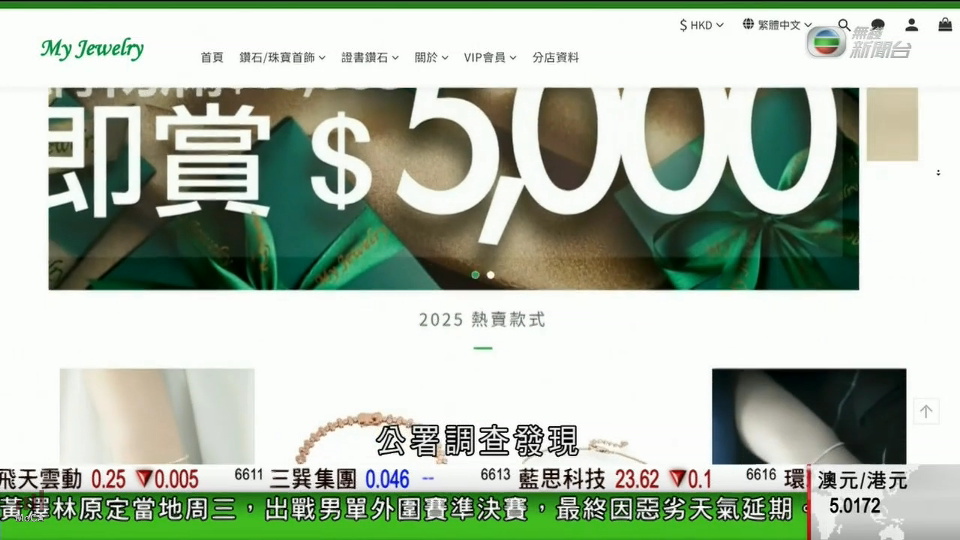 $ HKD 繁體中文
My Jewelry
無綫新聞台
首頁 鑽石/珠寶首飾 證書鑽石 關於 VIP會員 分店資料
即賞 $5,000
My Jewelry
2025 熱賣款式
公署調查發現
飛天雲動 0.25 ▼0.005 6611 三巽集團 0.046 -- 6613 藍思科技 23.62 ▼0.1 6616 環
澳元/港元
5.0172
黃澤林原定當地周三，出戰男單外圍賽準決賽，最終因惡劣天氣延期。